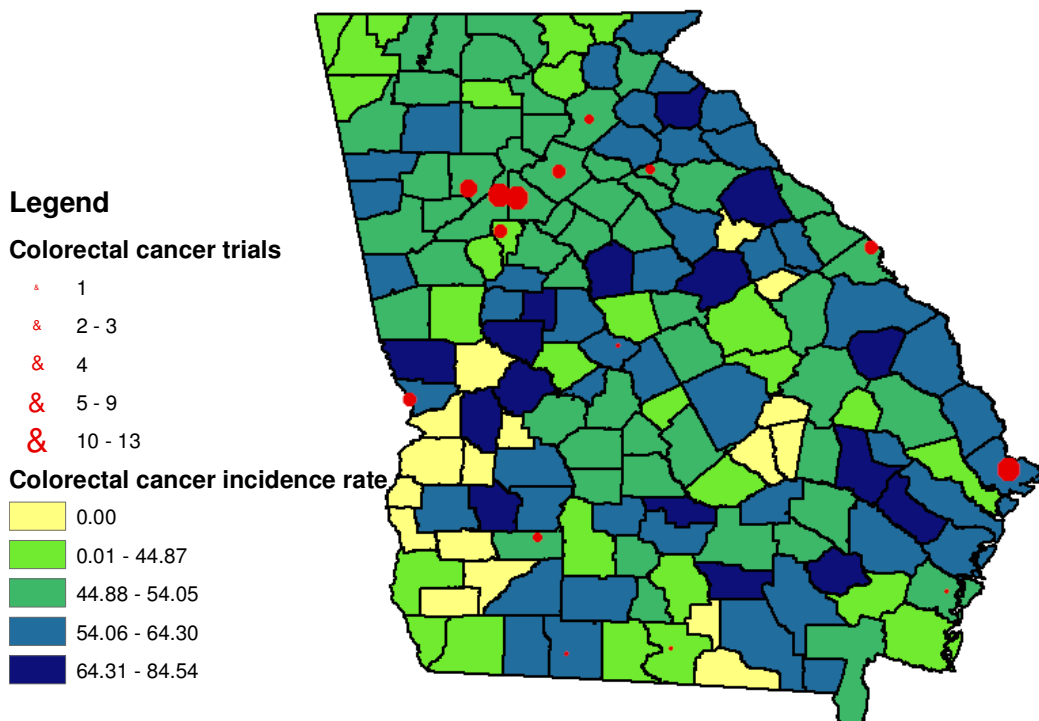 Legend
Colorectal cancer trials
& 1
& 2 - 3
& 4
& 5 - 9
& 10 - 13
Colorectal cancer incidence rate
0.00
0.01 - 44.87
44.88 - 54.05
54.06 - 64.30
64.31 - 84.54